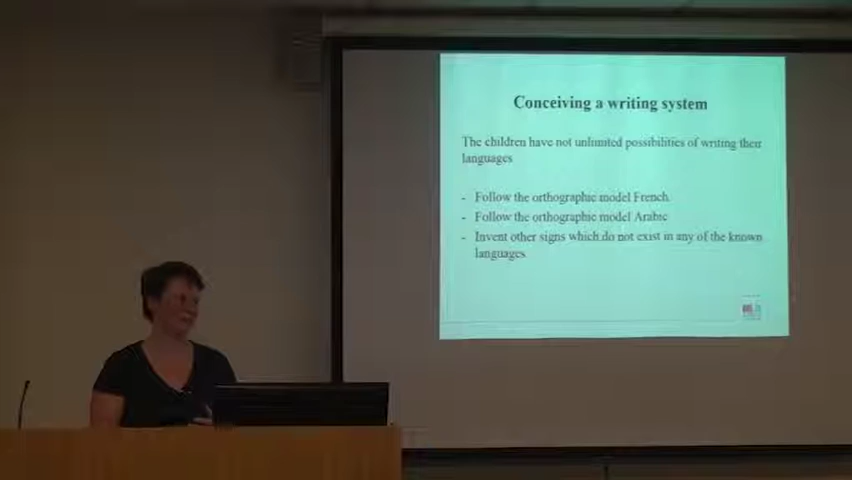 Conceiving a writing system
The children have not unlimited possibilities of writing their
languages
- Follow the orthographic model French
- Follow the orthographic model Arabic
- Invent other signs which do not exist in any of the known
languages